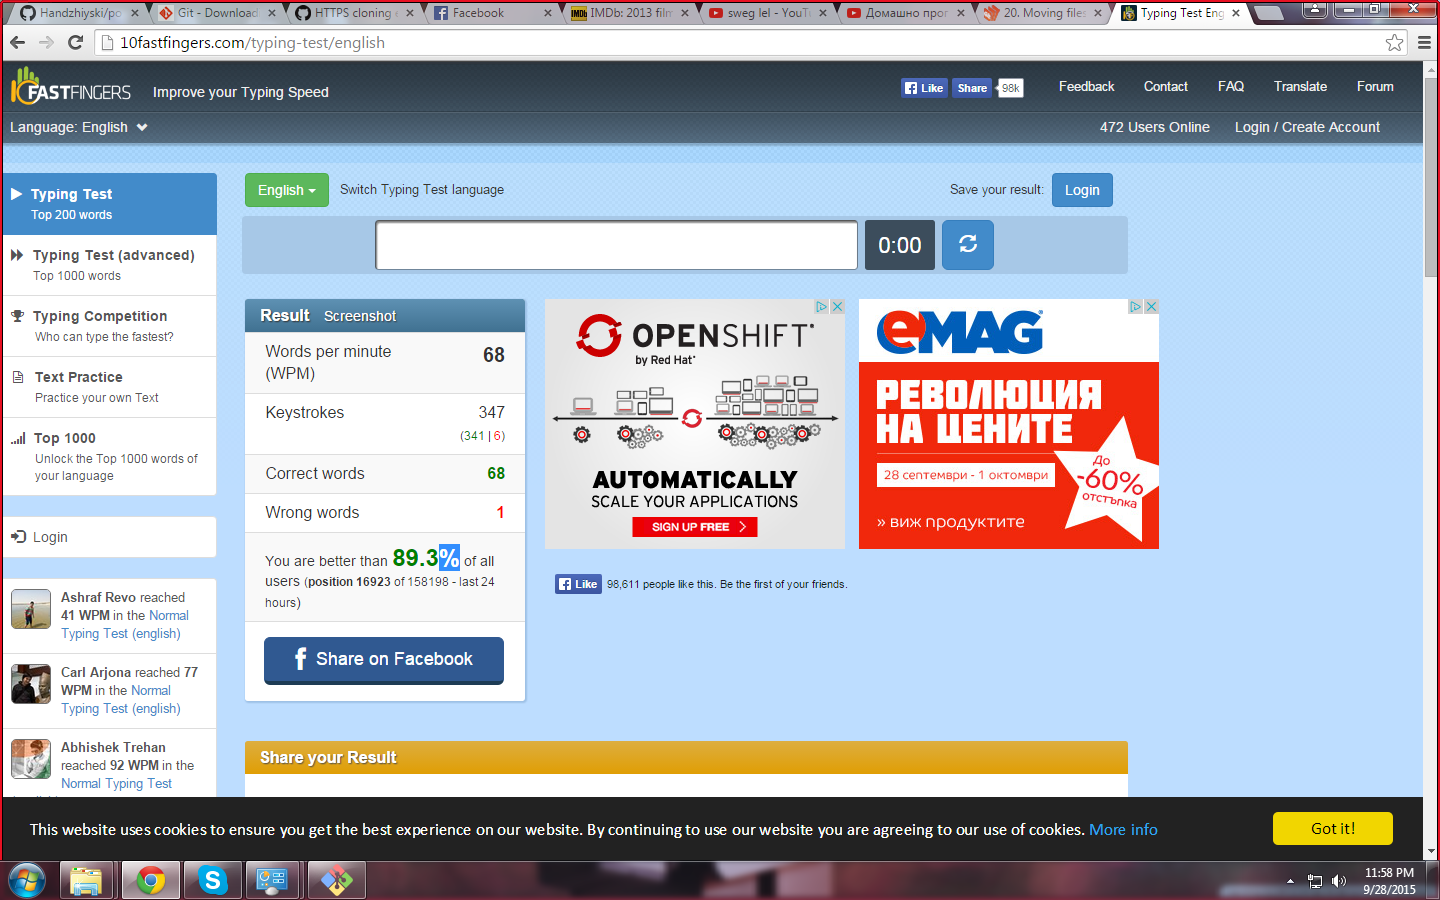 Handzhiyski/po
Git - Download
HTTPS cloning e
Facebook
IMDb: 2013 film
sweg lel - YouTu
Домашно прог
20. Moving files
Typing Test Eng
10fastfingers.com/typing-test/english
10FASTFINGERS
Improve your Typing Speed
Like
Share
98k
Feedback
Contact
FAQ
Translate
Forum
Language: English
472 Users Online
Login / Create Account
Typing Test
Top 200 words
Typing Test (advanced)
Top 1000 words
Typing Competition
Who can type the fastest?
Text Practice
Practice your own Text
Top 1000
Unlock the Top 1000 words of
your language
Login
Ashraf Revo reached
41 WPM in the Normal
Typing Test (english)
Carl Arjona reached 77
WPM in the Normal
Typing Test (english)
Abhishek Trehan
reached 92 WPM in the
Normal Typing Test
English
Switch Typing Test language
Save your result:
Login
0:00
Result Screenshot
Words per minute
(WPM)
68
Keystrokes
347
(341 | 6)
Correct words
68
Wrong words
1
You are better than 89.3% of all
users (position 16923 of 158198 - last 24
hours)
Share on Facebook
OPENSHIFT
by Red Hat
AUTOMATICALLY
SCALE YOUR APPLICATIONS
SIGN UP FREE
eMAG
РЕВОЛЮЦИЯ
НА ЦЕНИТЕ
28 септември - 1 октомври
До
-60%
отстъпка
» виж продуктите
Like
98,611 people like this. Be the first of your friends.
Share your Result
This website uses cookies to ensure you get the best experience on our website. By continuing to use our website you are agreeing to our use of cookies. More info
Got it!
11:58 PM
9/28/2015